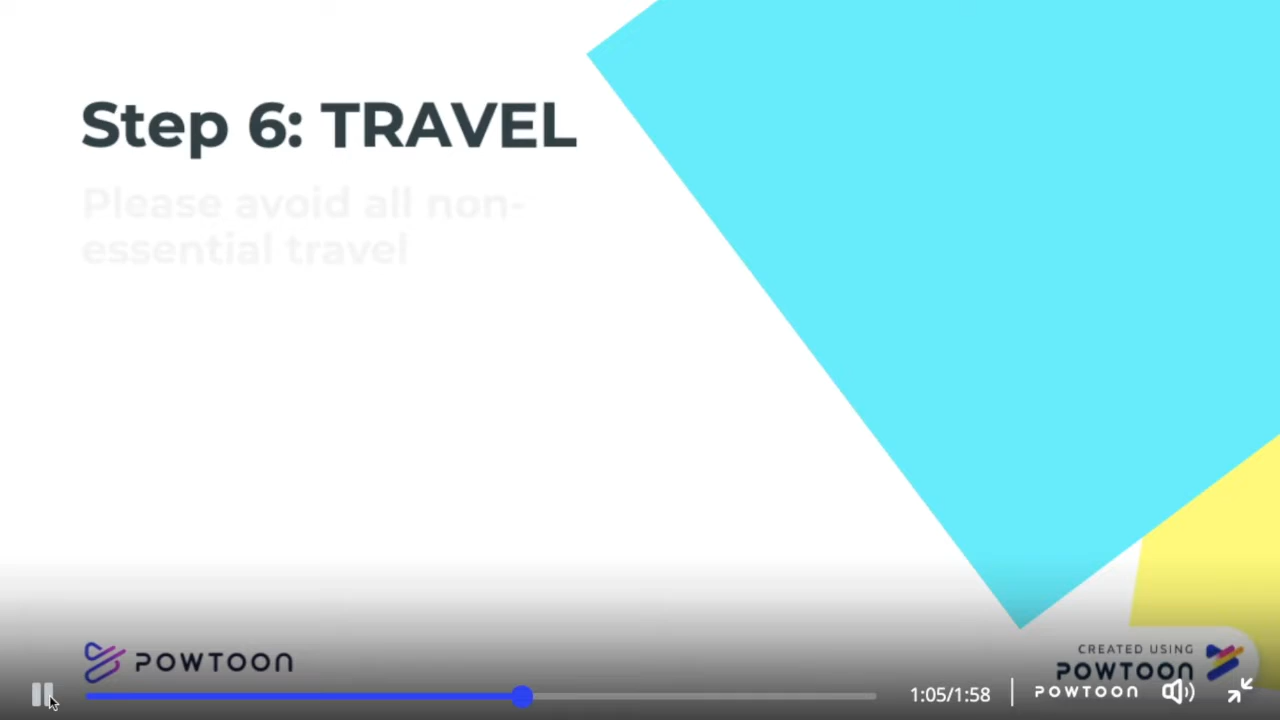 Step 6: TRAVEL
Please avoid all non-
essential travel
POWTOON
CREATED USING
POWTOON
1:05/1:58
POWTOON